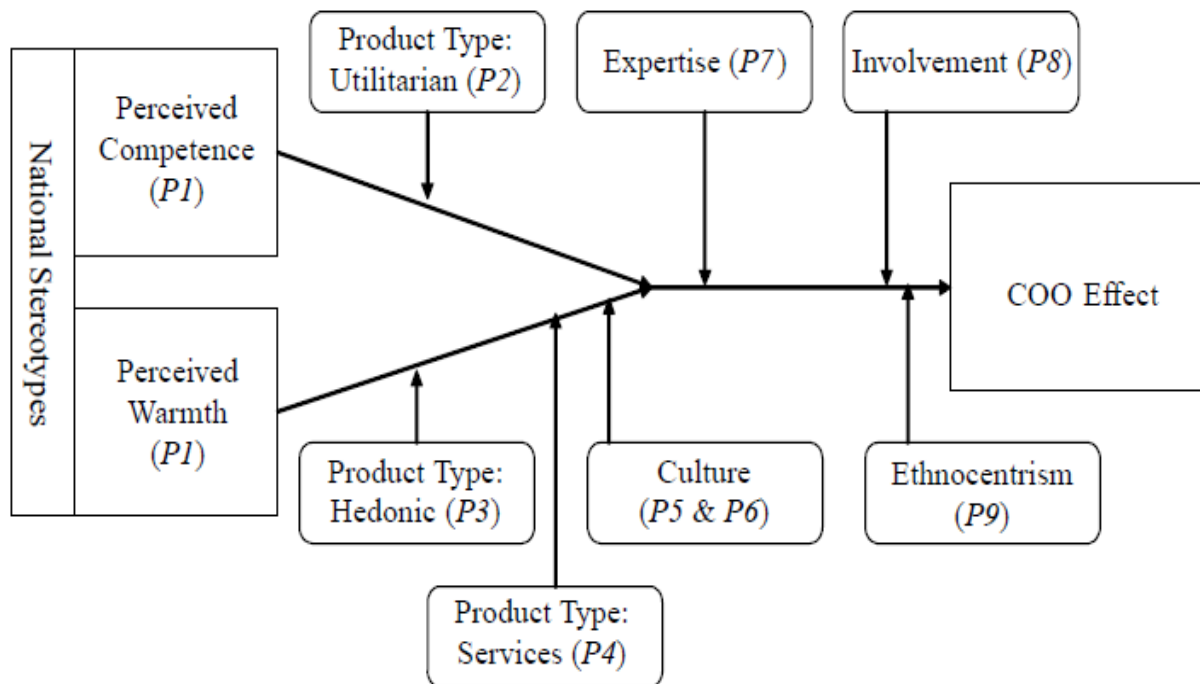 National Stereotypes
Perceived
Competence
(P1)
Perceived
Warmth
(P1)
Product Type:
Utilitarian (P2)
Expertise (P7)
Involvement (P8)
COO Effect
Product Type:
Hedonic (P3)
Culture
(P5 & P6)
Ethnocentrism
(P9)
Product Type:
Services (P4)